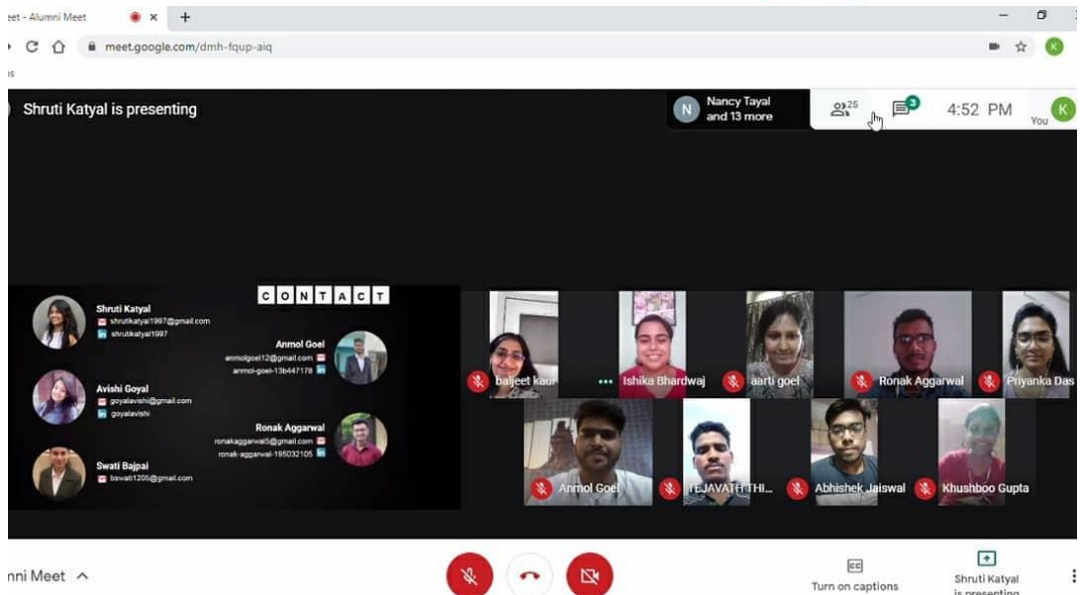 eet - Alumni Meet
meet.google.com/dmh-fqup-aiq
K
os
Shruti Katyal is presenting
N
Nancy Tayal
and 13 more
25
3
4:52 PM
You
K
CONTACT
Shruti Katyal
shrutikatyal1997@gmail.com
shrutikatyal1997
Anmol Goel
anmolgoel12@gmail.com
anmol-goel-13b447178
Avishi Goyal
goyalavishi@gmail.com
goyalavishi
Ronak Aggarwal
ronakaggarwal5@gmail.com
ronak-aggarwal-195032105
Swati Bajpai
bswati1205@gmail.com
baljeet kaur
Ishika Bhardwaj
aarti goel
Ronak Aggarwal
Priyanka Das
Anmol Goel
TEJAVATH THI...
Abhishek Jaiswal
Khushboo Gupta
nni Meet
CC
Turn on captions
Shruti Katyal
is presenting